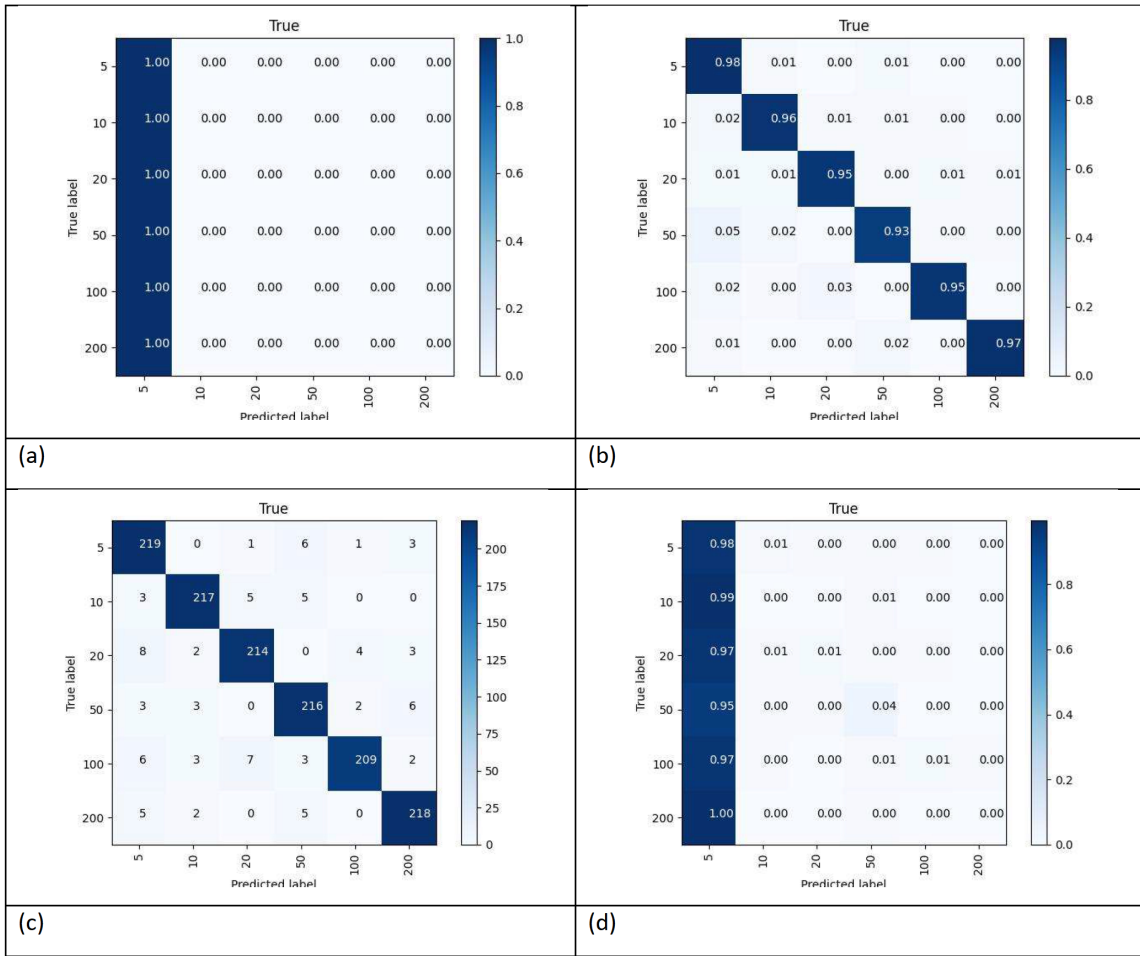 True
5 1.00 0.00 0.00 0.00 0.00 0.00 1.0
10 1.00 0.00 0.00 0.00 0.00 0.00 0.8
20 1.00 0.00 0.00 0.00 0.00 0.00 0.6
50 1.00 0.00 0.00 0.00 0.00 0.00 0.4
100 1.00 0.00 0.00 0.00 0.00 0.00 0.2
200 1.00 0.00 0.00 0.00 0.00 0.00 0.0
True label
5 10 20 50 100 200
Predicted label
(a)
True
5 0.98 0.01 0.00 0.01 0.00 0.00
10 0.02 0.96 0.01 0.01 0.00 0.00 0.8
20 0.01 0.01 0.95 0.00 0.01 0.01 0.6
50 0.05 0.02 0.00 0.93 0.00 0.00 0.4
100 0.02 0.00 0.03 0.00 0.95 0.00 0.2
200 0.01 0.00 0.00 0.02 0.00 0.97 0.0
True label
5 10 20 50 100 200
Predicted label
(b)
True
5 219 0 1 6 1 3
10 3 217 5 5 0 0
20 8 2 214 0 4 3
50 3 3 0 216 2 6
100 6 3 7 3 209 2
200 5 2 0 5 0 218
True label
5 10 20 50 100 200
Predicted label
200
175
150
125
100
75
50
25
0
(c)
True
5 0.98 0.01 0.00 0.00 0.00 0.00
10 0.99 0.00 0.00 0.01 0.00 0.00 0.8
20 0.97 0.01 0.01 0.00 0.00 0.00 0.6
50 0.95 0.00 0.00 0.04 0.00 0.00 0.4
100 0.97 0.00 0.00 0.01 0.01 0.00 0.2
200 1.00 0.00 0.00 0.00 0.00 0.00 0.0
True label
5 10 20 50 100 200
Predicted label
(d)